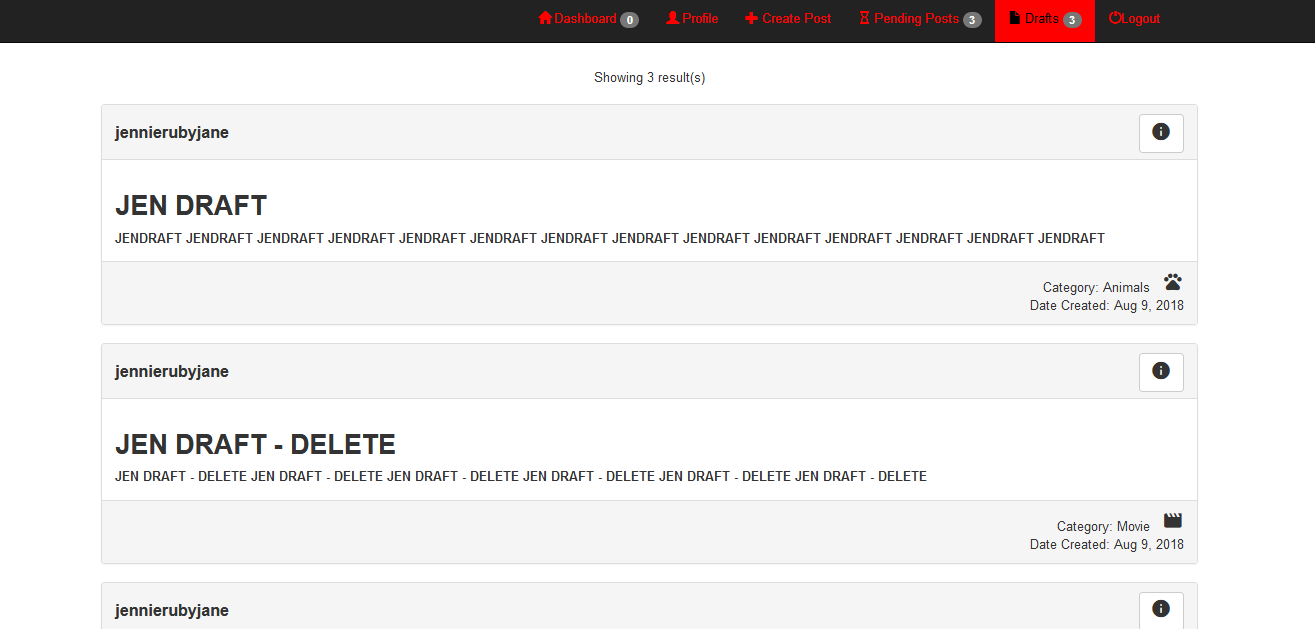 Dashboard 0 Profile Create Post Pending Posts 3 Drafts 3 Logout
Showing 3 result(s)
jennierubyjane
JEN DRAFT
JENDRAFT JENDRAFT JENDRAFT JENDRAFT JENDRAFT JENDRAFT JENDRAFT JENDRAFT JENDRAFT JENDRAFT JENDRAFT JENDRAFT JENDRAFT JENDRAFT
Category: Animals
Date Created: Aug 9, 2018
jennierubyjane
JEN DRAFT - DELETE
JEN DRAFT - DELETE JEN DRAFT - DELETE JEN DRAFT - DELETE JEN DRAFT - DELETE JEN DRAFT - DELETE JEN DRAFT - DELETE
Category: Movie
Date Created: Aug 9, 2018
jennierubyjane